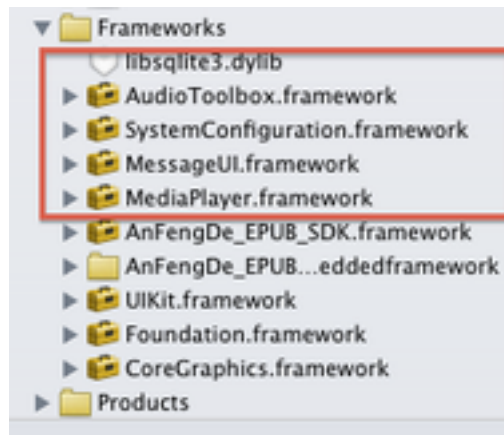 Frameworks
libsqlite3.dylib
AudioToolbox.framework
SystemConfiguration.framework
MessageUI.framework
MediaPlayer.framework
AnFengDe_EPUB_SDK.framework
AnFengDe_EPUB...eddedframework
UIKit.framework
Foundation.framework
CoreGraphics.framework
Products